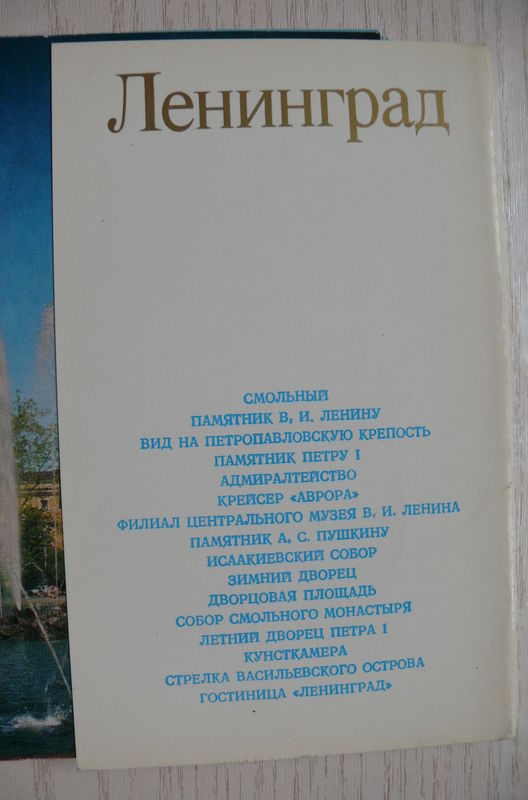 Ленинград
СМОЛЬНЫЙ
ПАМЯТНИК В. И. ЛЕНИНУ
ВИД НА ПЕТРОПАВЛОВСКУЮ КРЕПОСТЬ
ПАМЯТНИК ПЕТРУ I
АДМИРАЛТЕЙСТВО
КРЕЙСЕР «АВРОРА»
ФИЛИАЛ ЦЕНТРАЛЬНОГО МУЗЕЯ В. И. ЛЕНИНА
ПАМЯТНИК А. С. ПУШКИНУ
ИСААКИЕВСКИЙ СОБОР
ЗИМНИЙ ДВОРЕЦ
ДВОРЦОВАЯ ПЛОЩАДЬ
СОБОР СМОЛЬНОГО МОНАСТЫРЯ
ЛЕТНИЙ ДВОРЕЦ ПЕТРА I
КУНСТКАМЕРА
СТРЕЛКА ВАСИЛЬЕВСКОГО ОСТРОВА
ГОСТИНИЦА «ЛЕНИНГРАД»